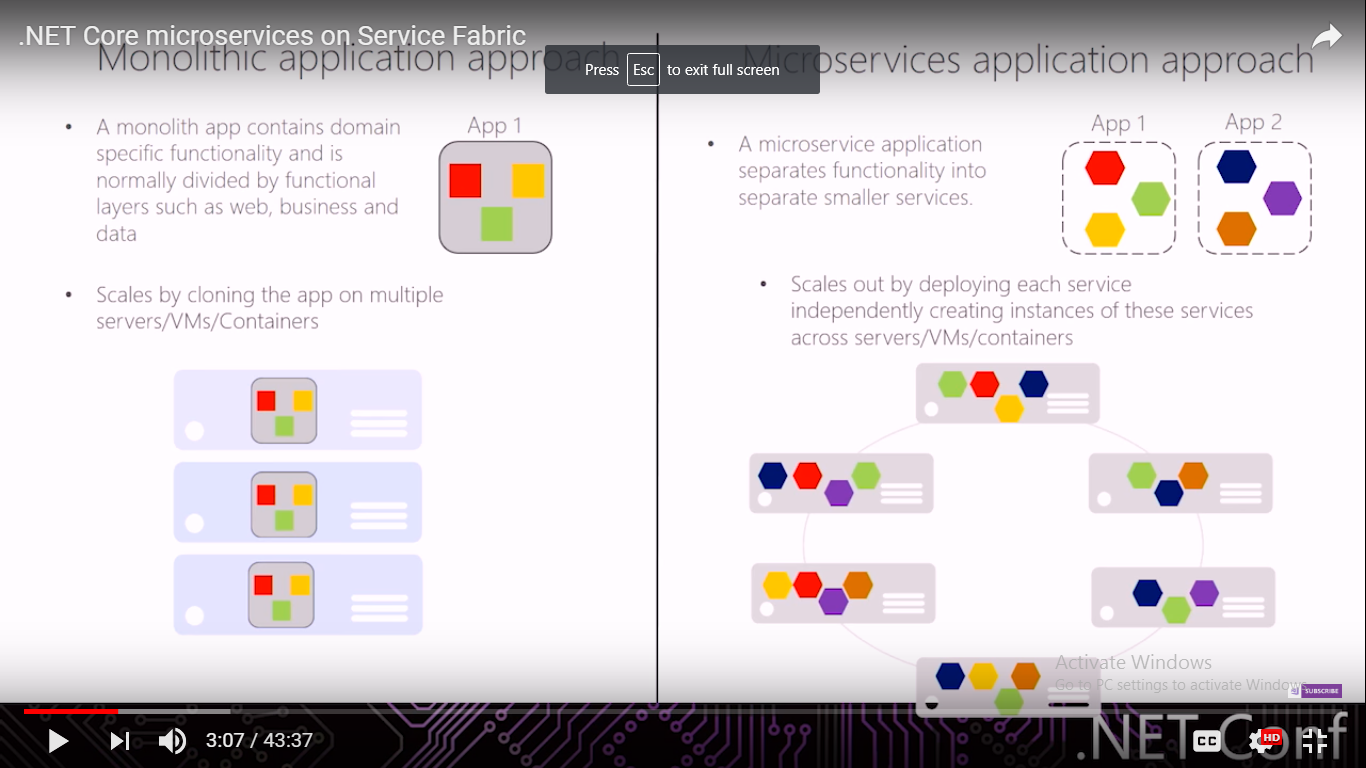 .NET Core microservices on Service Fabric
Monolithic application approach
Press Esc to exit full screen
Microservices application approach
• A monolith app contains domain
specific functionality and is
normally divided by functional
layers such as web, business and
data
App 1
• Scales by cloning the app on multiple
servers/VMs/Containers
• A microservice application
separates functionality into
separate smaller services.
App 1
App 2
• Scales out by deploying each service
independently creating instances of these services
across servers/VMs/containers
Activate Windows
Go to PC settings to activate Windows.
SUBSCRIBE
3:07 / 43:37
CC
HD
.NET Conf